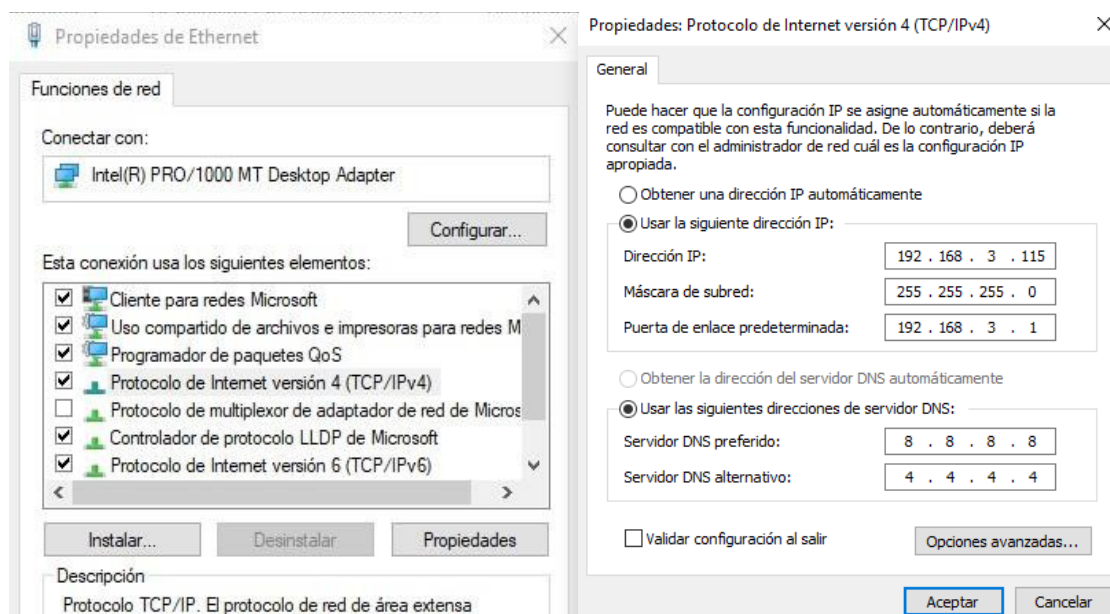 Propiedades de Ethernet
Funciones de red
Conectar con:
Intel(R) PRO/1000 MT Desktop Adapter
Configurar...
Esta conexión usa los siguientes elementos:
Cliente para redes Microsoft
Uso compartido de archivos e impresoras para redes M
Programador de paquetes QoS
Protocolo de Internet versión 4 (TCP/IPv4)
Protocolo de multiplexor de adaptador de red de Micros
Controlador de protocolo LLDP de Microsoft
Protocolo de Internet versión 6 (TCP/IPv6)
Instalar...
Desinstalar
Propiedades
Descripción
Protocolo TCP/IP. El protocolo de red de área extensa
Propiedades: Protocolo de Internet versión 4 (TCP/IPv4)
General
Puede hacer que la configuración IP se asigne automáticamente si la
red es compatible con esta funcionalidad. De lo contrario, deberá
consultar con el administrador de red cuál es la configuración IP
apropiada.
Obtener una dirección IP automáticamente
Usar la siguiente dirección IP:
Dirección IP: 192 . 168 . 3 . 115
Máscara de subred: 255 . 255 . 255 . 0
Puerta de enlace predeterminada: 192 . 168 . 3 . 1
Obtener la dirección del servidor DNS automáticamente
Usar las siguientes direcciones de servidor DNS:
Servidor DNS preferido: 8 . 8 . 8 . 8
Servidor DNS alternativo: 4 . 4 . 4 . 4
Validar configuración al salir
Opciones avanzadas...
Aceptar
Cancelar